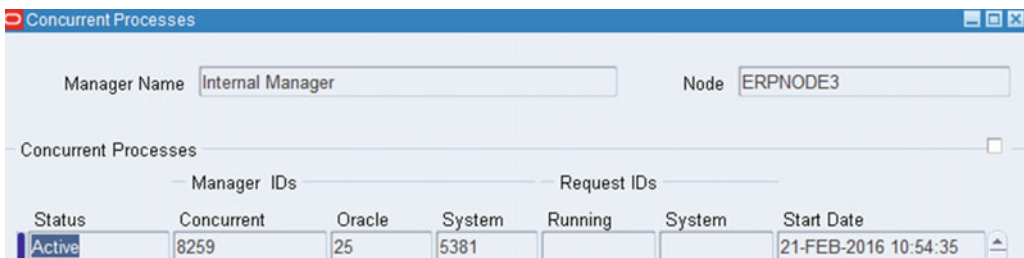 Concurrent Processes
Manager Name Internal Manager Node ERPNODE3
Concurrent Processes
Manager IDs Request IDs
Status Concurrent Oracle System Running System Start Date
Active 8259 25 5381 21-FEB-2016 10:54:35